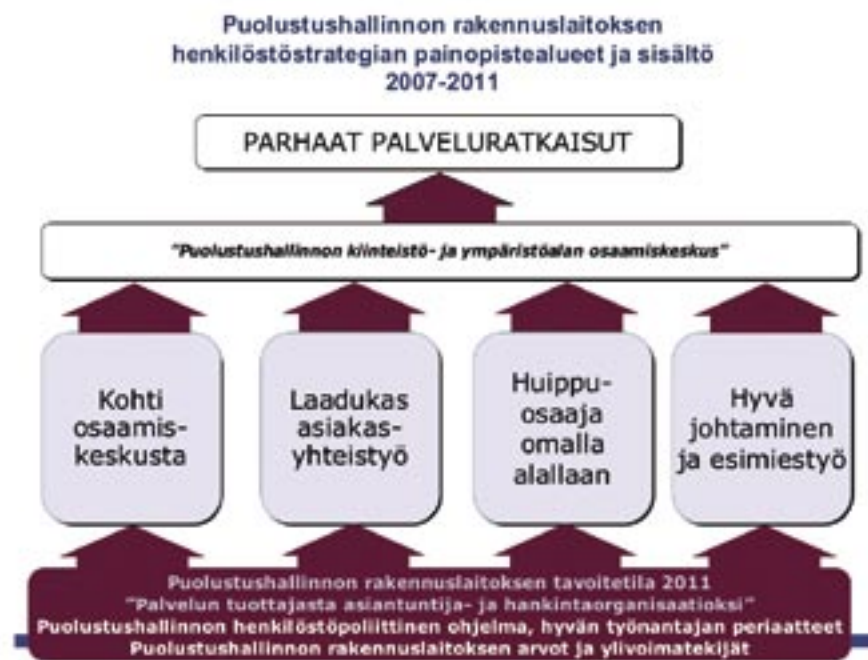 Puolustushallinnon rakennuslaitoksen
henkilöstöstrategian painopistealueet ja sisältö
2007-2011
PARHAAT PALVELURATKAISUT
"Puolustushallinnon kiinteistö- ja ympäristöalan osaamiskeskus"
Kohti
osaamis-
keskusta
Laadukas
asiakas-
yhteistyö
Huippu-
osaaja
omalla
alallaan
Hyvä
johtaminen
ja esimiestyö
Puolustushallinnon rakennuslaitoksen tavoitetila 2011
"Palvelun tuottajasta asiantuntija- ja hankintaorganisaatioksi"
Puolustushallinnon henkilöstöpoliittinen ohjelma, hyvän työnantajan periaatteet
Puolustushallinnon rakennuslaitoksen arvot ja ylivoimatekijät